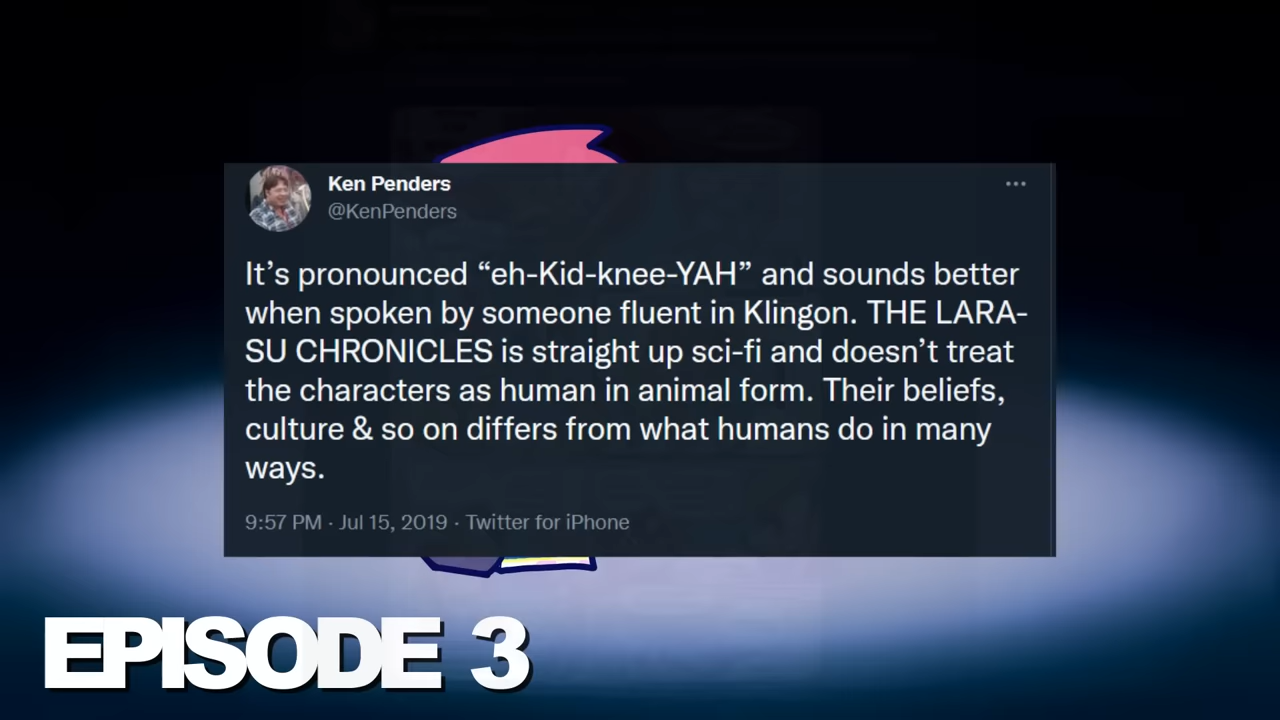 Ken Penders
@KenPenders
It’s pronounced “eh-Kid-knee-YAH” and sounds better
when spoken by someone fluent in Klingon. THE LARA-
SU CHRONICLES is straight up sci-fi and doesn’t treat
the characters as human in animal form. Their beliefs,
culture & so on differs from what humans do in many
ways.
9:57 PM · Jul 15, 2019 · Twitter for iPhone
EPISODE 3